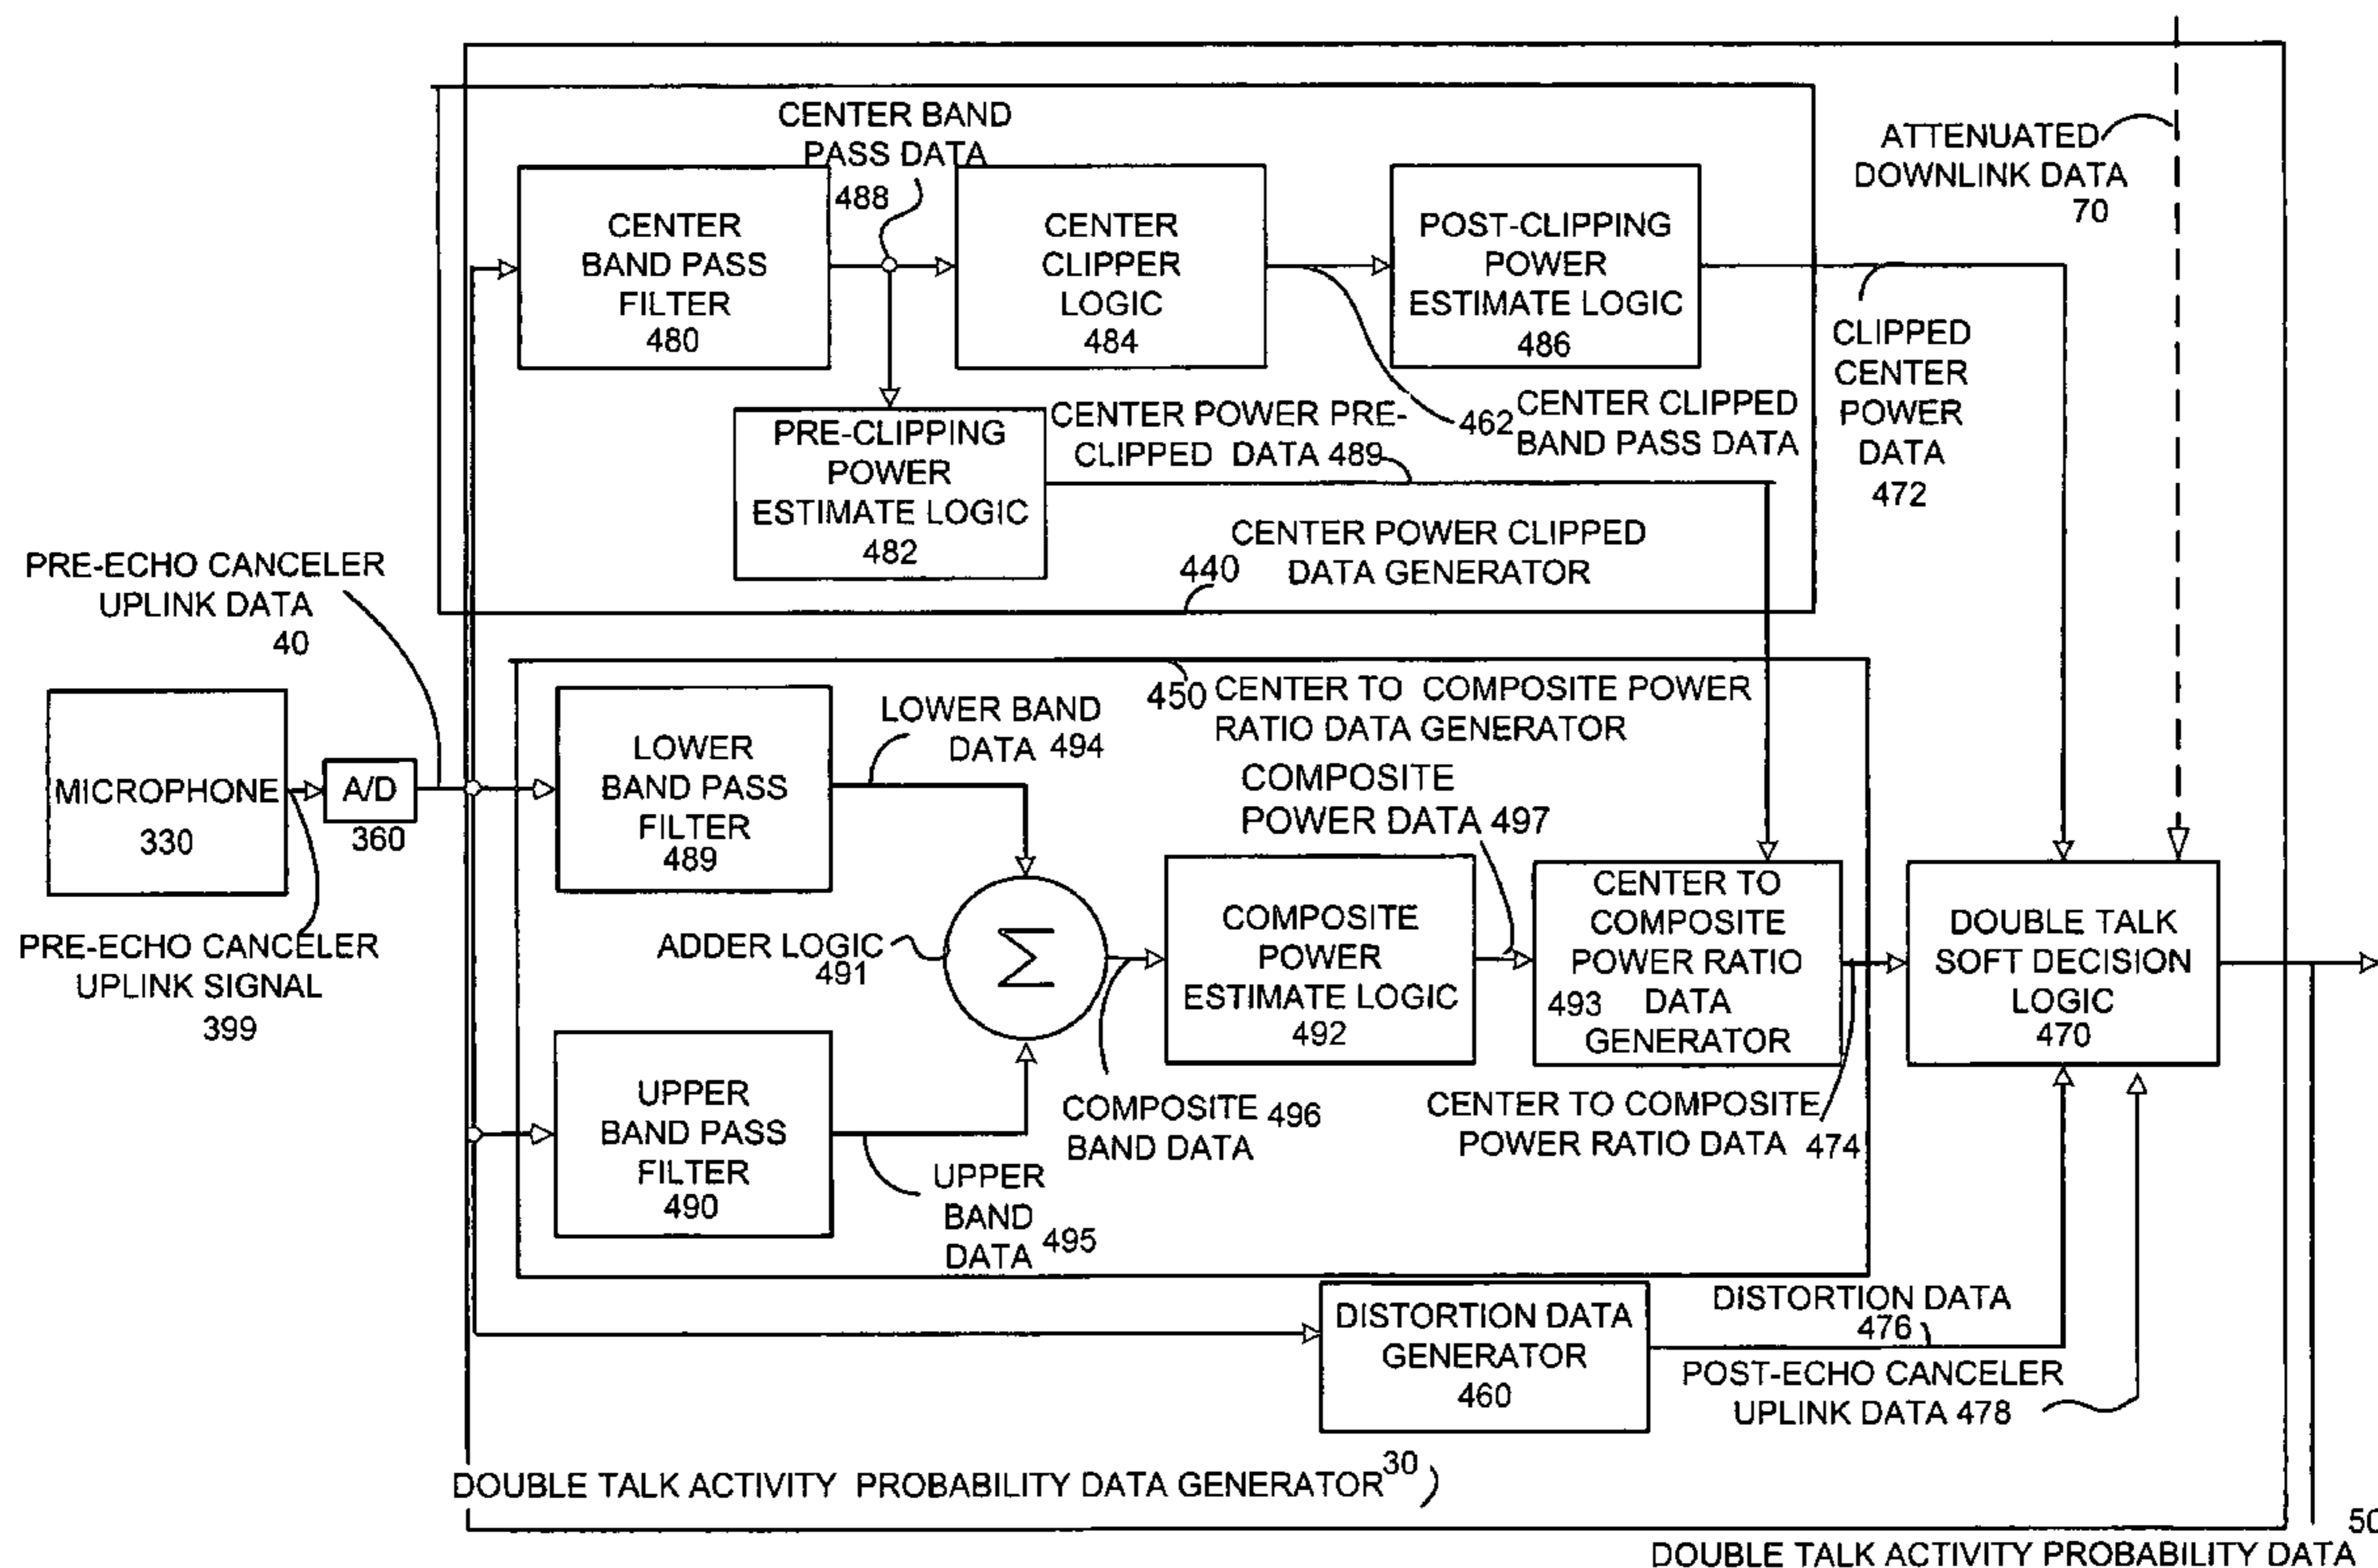 CENTER BAND
PASS DATA
488
ATTENUATED
DOWNLINK DATA
70
CENTER
BAND PASS
FILTER
480
CENTER
CLIPPER
LOGIC
484
POST-CLIPPING
POWER
ESTIMATE LOGIC
486
CLIPPED
CENTER
POWER
DATA
472
PRE-CLIPPING
POWER
ESTIMATE LOGIC
482
CENTER POWER PRE-
CLIPPED DATA 489
462 CENTER CLIPPED
BAND PASS DATA
CENTER POWER CLIPPED
DATA GENERATOR
440
PRE-ECHO CANCELER
UPLINK DATA
40
MICROPHONE
330
A/D
360
PRE-ECHO CANCELER
UPLINK SIGNAL
399
LOWER
BAND PASS
FILTER
489
LOWER BAND
DATA 494
450 CENTER TO COMPOSITE POWER
RATIO DATA GENERATOR
COMPOSITE
POWER DATA 497
ADDER LOGIC
491
Σ
COMPOSITE
POWER
ESTIMATE LOGIC
492
CENTER TO
COMPOSITE
POWER RATIO
493 DATA
GENERATOR
DOUBLE TALK
SOFT DECISION
LOGIC
470
UPPER
BAND PASS
FILTER
490
UPPER
BAND
DATA 495
COMPOSITE 496
BAND DATA
CENTER TO COMPOSITE
POWER RATIO DATA 474
DISTORTION DATA
GENERATOR
460
DISTORTION DATA
476
POST-ECHO CANCELER
UPLINK DATA 478
DOUBLE TALK ACTIVITY PROBABILITY DATA GENERATOR 30
50
DOUBLE TALK ACTIVITY PROBABILITY DATA